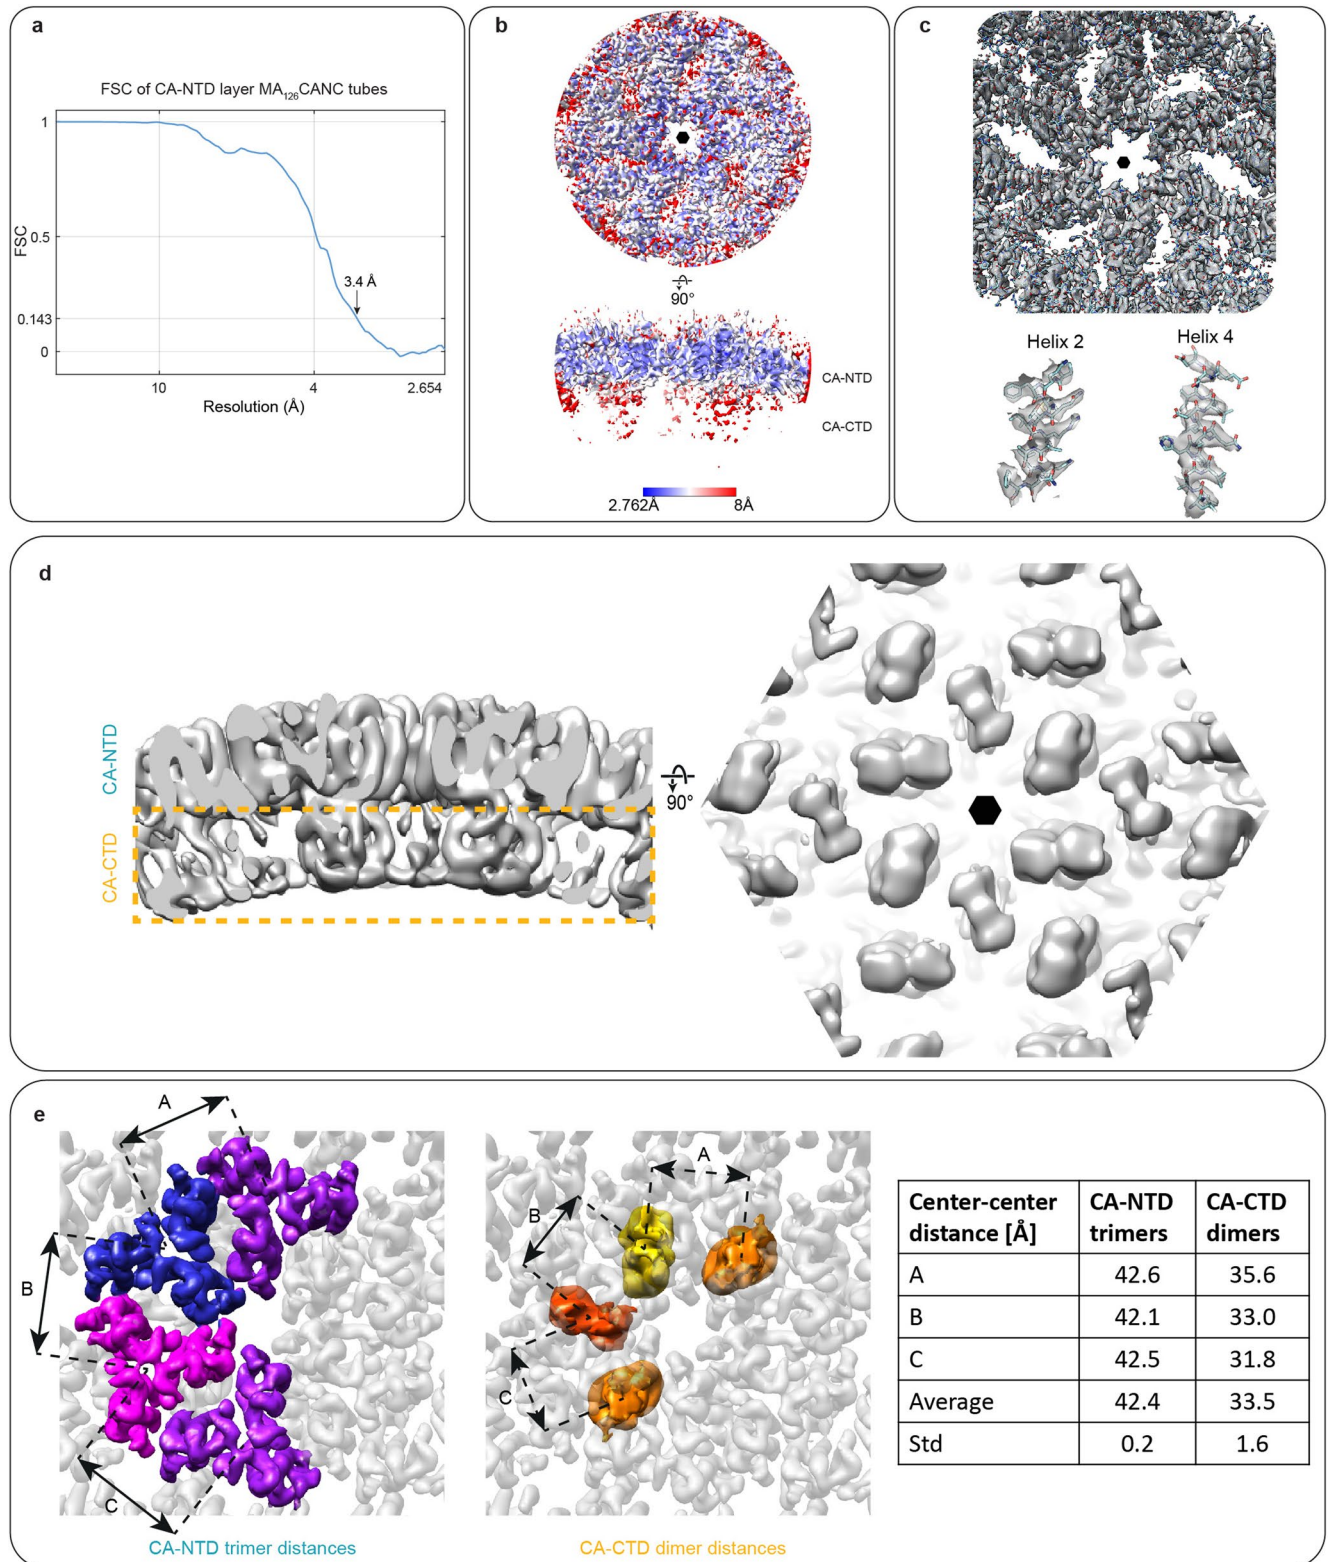 a
FSC of CA-NTD layer MA126CANC tubes
1
0.5
0.143
0
FSC
3.4 Å
10
4
2.654
Resolution (Å)
b
90°
CA-NTD
CA-CTD
2.762Å
8Å
c
Helix 2
Helix 4
d
CA-NTD
CA-CTD
90°
e
A
B
C
CA-NTD trimer distances
A
B
C
CA-CTD dimer distances
Center-center distance [Å] CA-NTD trimers CA-CTD dimers
A 42.6 35.6
B 42.1 33.0
C 42.5 31.8
Average 42.4 33.5
Std 0.2 1.6